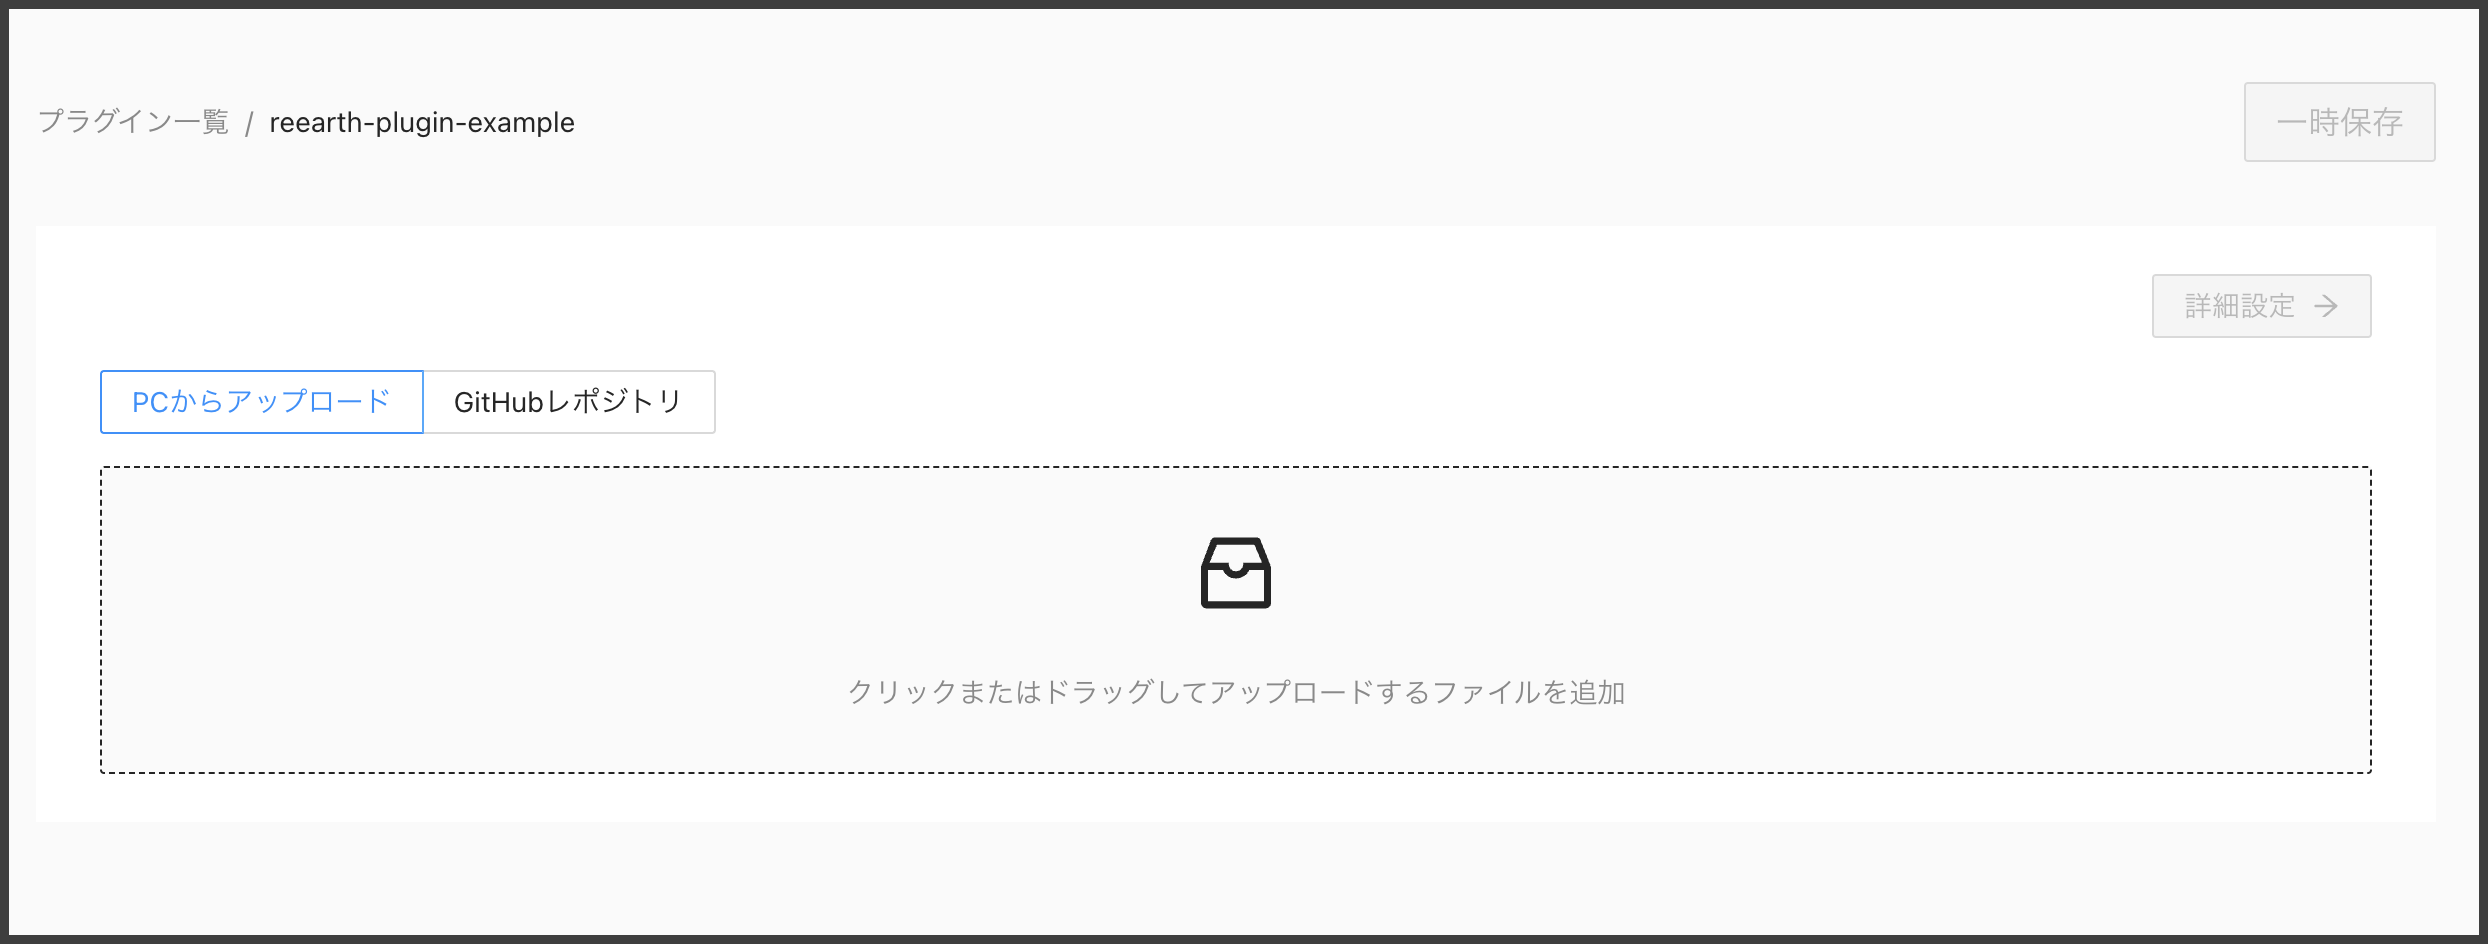 プラグイン一覧 / reearth-plugin-example
一時保存
詳細設定 →
PCからアップロード
GitHubレポジトリ
クリックまたはドラッグしてアップロードするファイルを追加